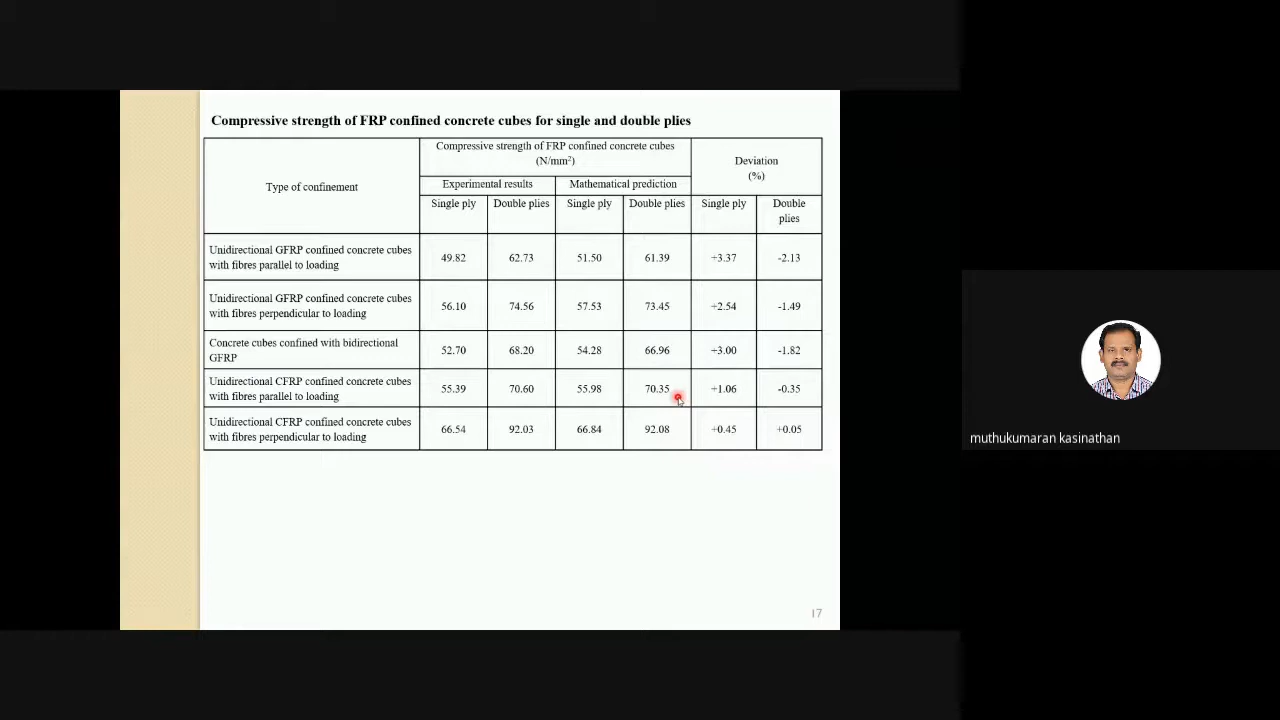 Compressive strength of FRP confined concrete cubes for single and double plies
Type of confinement
Compressive strength of FRP confined concrete cubes
(N/mm²)
Deviation
(%)
Experimental results
Mathematical prediction
Single ply
Double plies
Single ply
Double plies
Single ply
Double
plies
Unidirectional GFRP confined concrete cubes
with fibres parallel to loading
49.82
62.73
51.50
61.39
+3.37
-2.13
Unidirectional GFRP confined concrete cubes
with fibres perpendicular to loading
56.10
74.56
57.53
73.45
+2.54
-1.49
Concrete cubes confined with bidirectional
GFRP
52.70
68.20
54.28
66.96
+3.00
-1.82
Unidirectional CFRP confined concrete cubes
with fibres parallel to loading
55.39
70.60
55.98
70.35
+1.06
-0.35
Unidirectional CFRP confined concrete cubes
with fibres perpendicular to loading
66.54
92.03
66.84
92.08
+0.45
+0.05
17
muthukumaran kasinathan